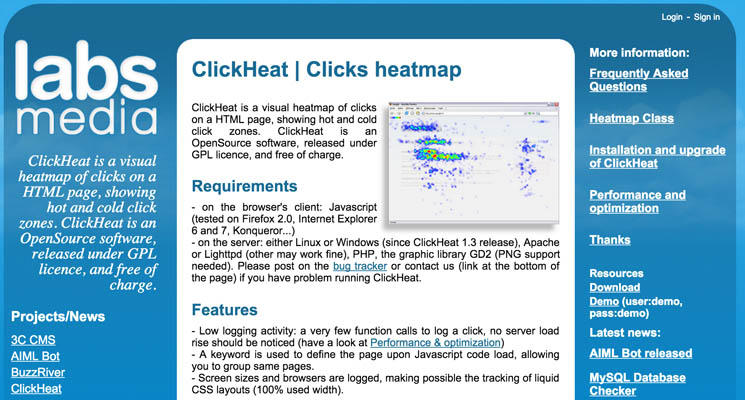 Login - Sign in
labs
media
ClickHeat is a visual
heatmap of clicks on a
HTML page, showing
hot and cold click
zones. ClickHeat is an
OpenSource software,
released under GPL
licence, and free of
charge.
Projects/News
3C CMS
AIML Bot
BuzzRiver
ClickHeat
ClickHeat | Clicks heatmap
ClickHeat is a visual heatmap of clicks
on a HTML page, showing hot and cold
click zones. ClickHeat is an
OpenSource software, released under
GPL licence, and free of charge.
Requirements
- on the browser's client: Javascript
(tested on Firefox 2.0, Internet Explorer
6 and 7, Konqueror...)
- on the server: either Linux or Windows (since ClickHeat 1.3 release), Apache
or Lighttpd (other may work fine), PHP, the graphic library GD2 (PNG support
needed). Please post on the bug tracker or contact us (link at the bottom of
the page) if you have problem running ClickHeat.
Features
- Low logging activity: a very few function calls to log a click, no server load
rise should be noticed (have a look at Performance & optimization)
- A keyword is used to define the page upon Javascript code load, allowing
you to group same pages.
- Screen sizes and browsers are logged, making possible the tracking of liquid
CSS layouts (100% used width).
More information:
Frequently Asked
Questions
Heatmap Class
Installation and upgrade
of ClickHeat
Performance and
optimization
Thanks
Resources
Download
Demo (user:demo,
pass:demo)
Latest news:
AIML Bot released
MySQL Database
Checker